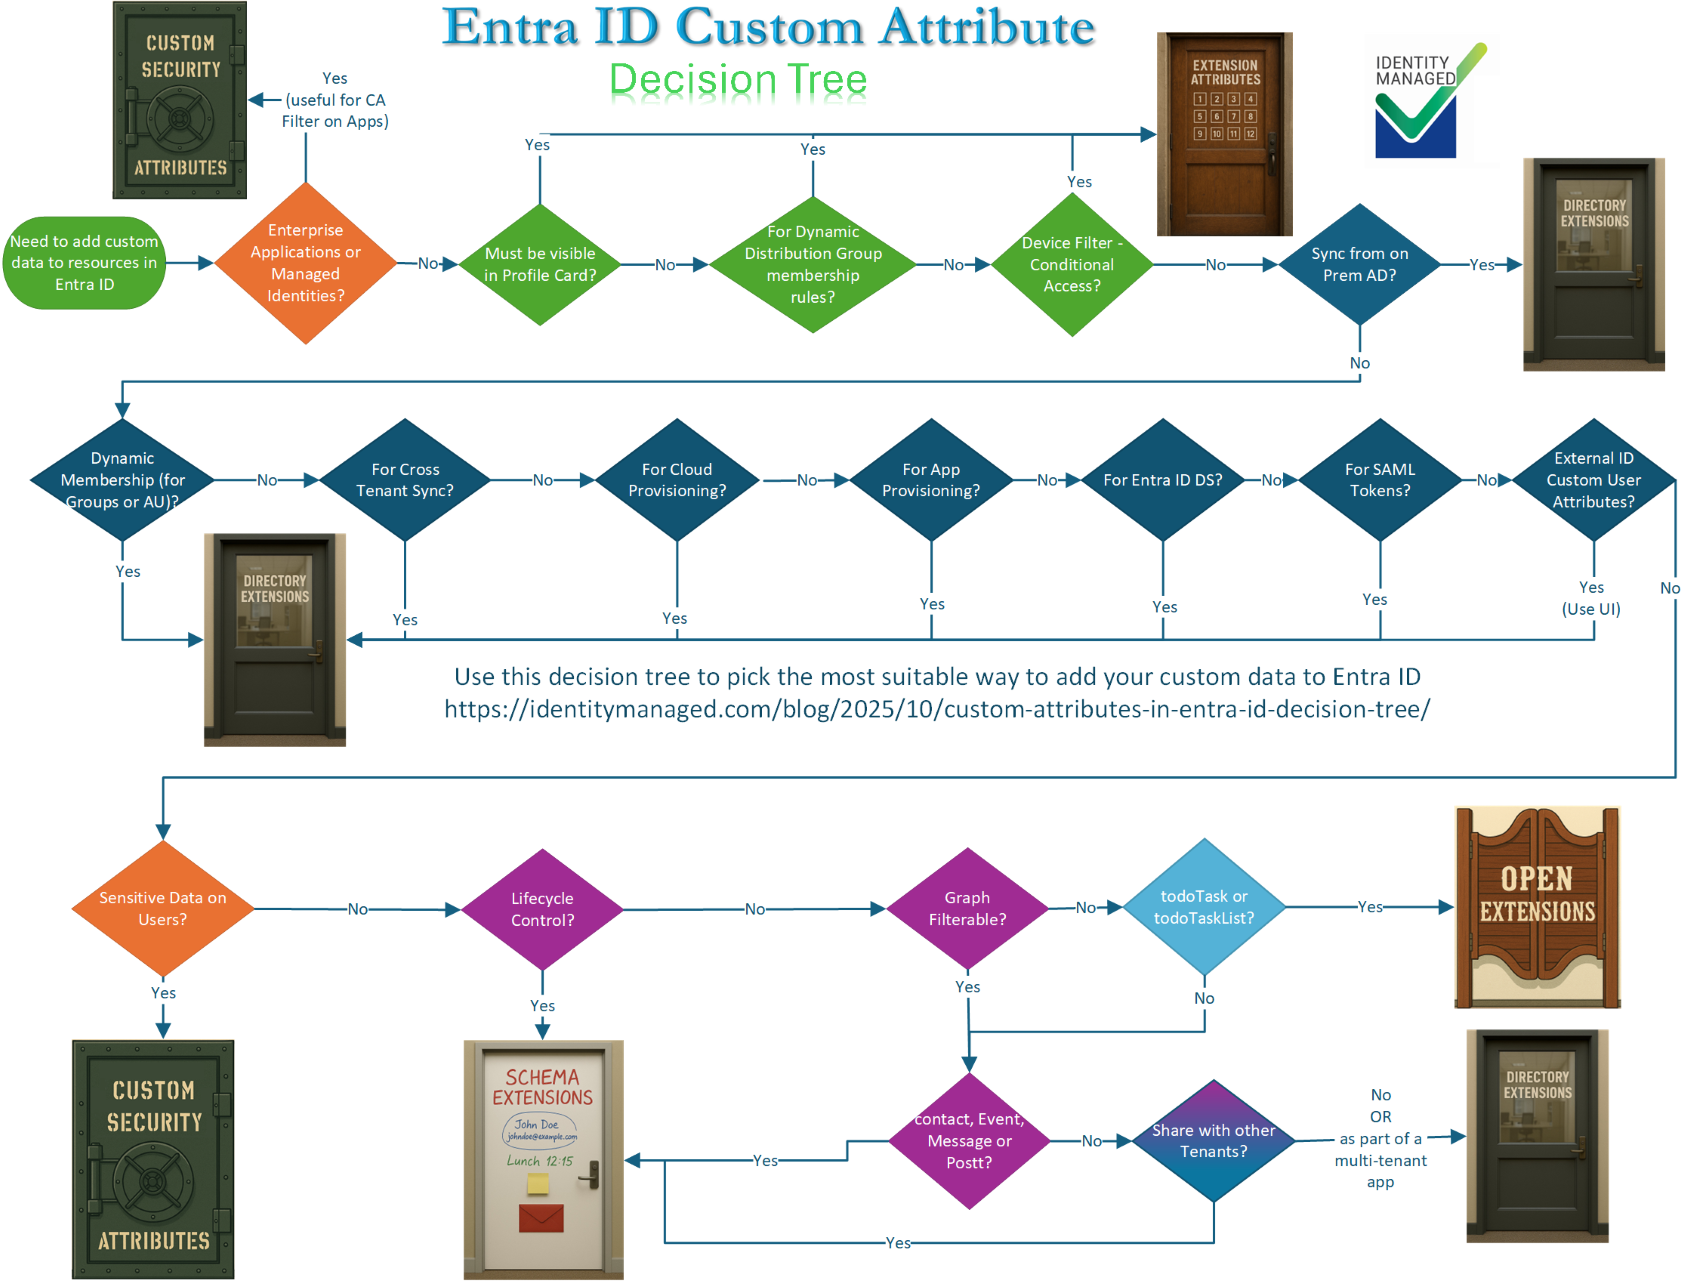 Entra ID Custom Attribute
Decision Tree
CUSTOM
SECURITY
ATTRIBUTES
Yes
(useful for CA
Filter on Apps)
EXTENSION
ATTRIBUTES
1 2 3 4
5 6 7 8
9 10 11 12
IDENTITY
MANAGED
Yes
Yes
Yes
DIRECTORY
EXTENSIONS
Need to add custom
data to resources in
Entra ID
Enterprise
Applications or
Managed
Identities?
No
Must be visible
in Profile Card?
No
For Dynamic
Distribution Group
membership
rules?
No
Device Filter -
Conditional
Access?
No
Sync from on
Prem AD?
Yes
No
Dynamic
Membership (for
Groups or AU)?
No
For Cross
Tenant Sync?
No
For Cloud
Provisioning?
No
For App
Provisioning?
No
For Entra ID DS?
No
For SAML
Tokens?
No
External ID
Custom User
Attributes?
Yes
DIRECTORY
EXTENSIONS
Yes
Yes
Yes
Yes
Yes
Yes
(Use UI)
No
Use this decision tree to pick the most suitable way to add your custom data to Entra ID
https://identitymanaged.com/blog/2025/10/custom-attributes-in-entra-id-decision-tree/
Sensitive Data on
Users?
No
Lifecycle
Control?
No
Graph
Filterable?
No
todoTask or
todoTaskList?
Yes
OPEN
EXTENSIONS
Yes
Yes
Yes
No
CUSTOM
SECURITY
ATTRIBUTES
SCHEMA
EXTENSIONS
John Doe
johndoe@example.com
Lunch 12:15
Yes
contact, Event,
Message or
Postt?
No
Share with other
Tenants?
No
OR
as part of a
multi-tenant
app
DIRECTORY
EXTENSIONS
Yes